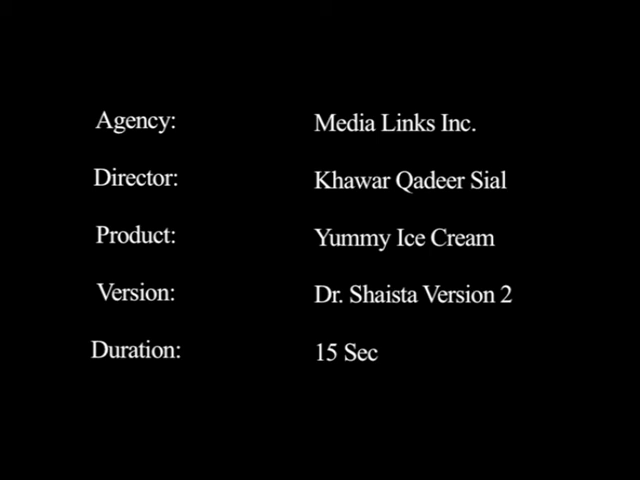 Agency: Media Links Inc.
Director: Khawar Qadeer Sial
Product: Yummy Ice Cream
Version: Dr. Shaista Version 2
Duration: 15 Sec